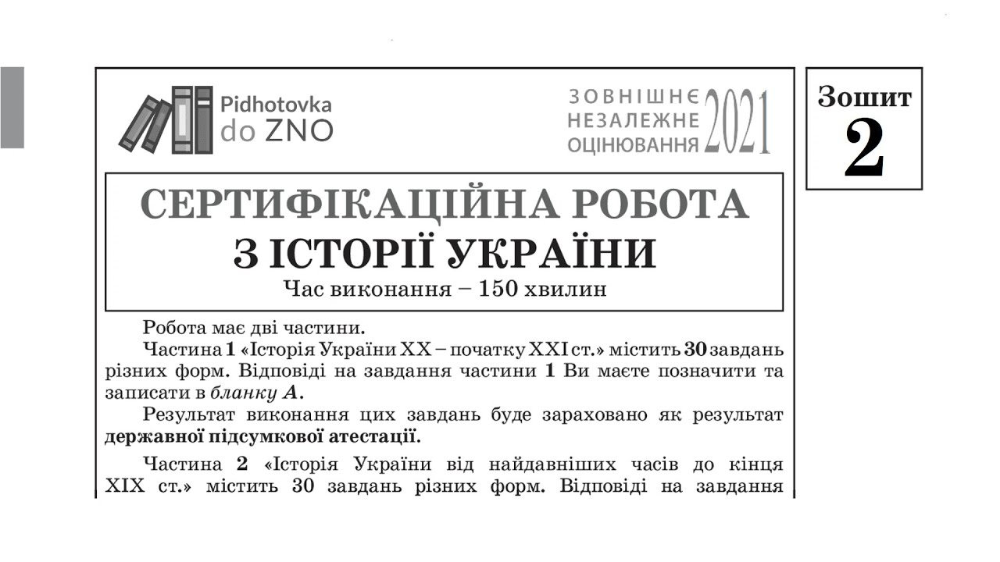 Pidhotovka
do ZNO
ЗОВНІШНЄ
НЕЗАЛЕЖНЕ
ОЦІНЮВАННЯ
2021
Зошит
2
СЕРТИФІКАЦІЙНА РОБОТА
З ІСТОРІЇ УКРАЇНИ
Час виконання – 150 хвилин
Робота має дві частини.
Частина 1 «Історія України ХХ – початку ХХІ ст.» містить 30 завдань
різних форм. Відповіді на завдання частини 1 Ви маєте позначити та
записати в бланку А.
Результат виконання цих завдань буде зараховано як результат
державної підсумкової атестації.
Частина 2 «Історія України від найдавніших часів до кінця
ХІХ ст.» містить 30 завдань різних форм. Відповіді на завдання